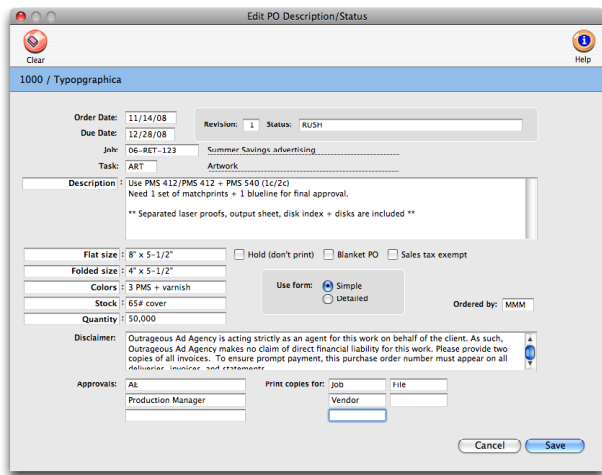 Edit PO Description/Status
Clear
Help
1000 / Typopgraphica
Order Date: 11/14/08
Revision: 1 Status: RUSH
Due Date: 12/28/08
Job: 06-RET-123 Summer Savings advertising
Task: ART Artwork
Description : Use PMS 412/PMS 412 + PMS 540 (1c/2c)
Need 1 set of matchprints + 1 blueline for final approval.
** Separated laser proofs, output sheet, disk index + disks are included **
Flat size : 8" x 5-1/2" Hold (don't print) Blanket PO Sales tax exempt
Folded size : 4" x 5-1/2"
Colors : 3 PMS + varnish
Use form: Simple
Detailed
Stock : 65# cover
Ordered by: MMM
Quantity : 50,000
Disclaimer: Outrageous Ad Agency is acting strictly as an agent for this work on behalf of the client. As such,
Outrageous Ad Agency makes no claim of direct financial liability for this work. Please provide two
copies of all invoices. To ensure prompt payment, this purchase order number must appear on all
deliveries, invoices, and statements
Approvals: AE Print copies for: Job File
Production Manager Vendor
Cancel Save